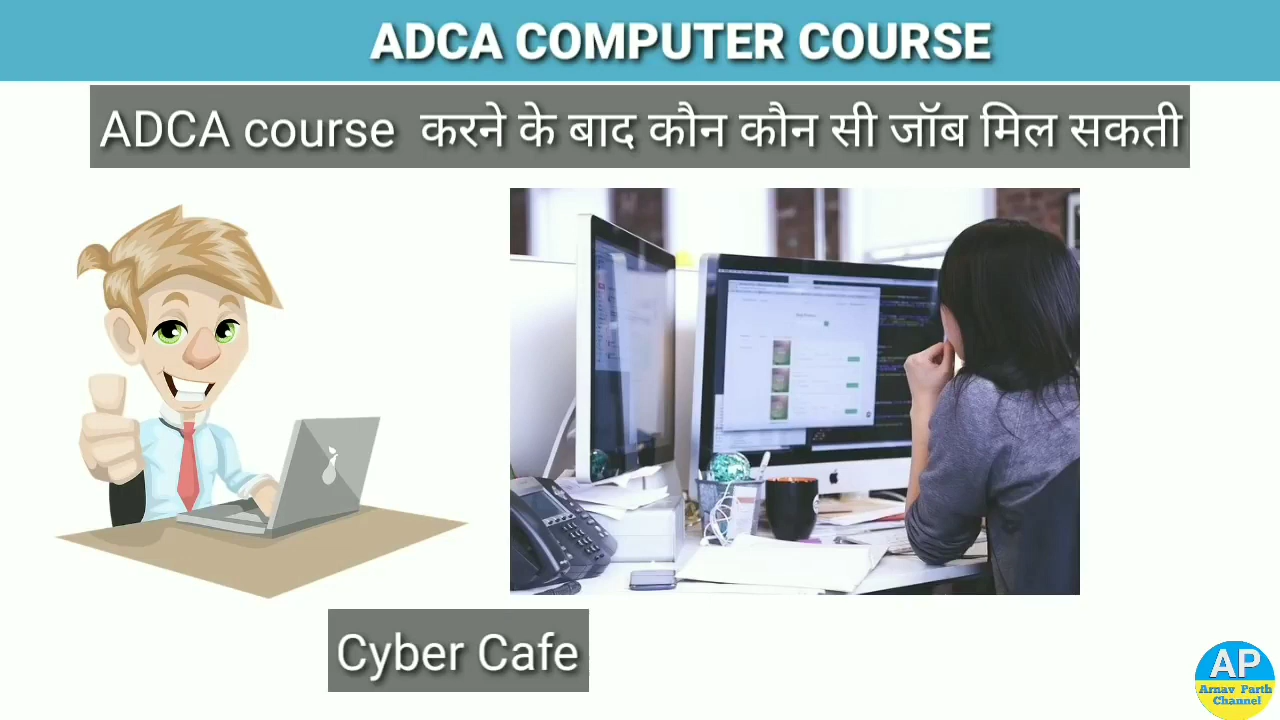 ADCA COMPUTER COURSE
ADCA course करने के बाद कौन कौन सी जॉब मिल सकती
Cyber Cafe
AP
Arnav Parth
Channel